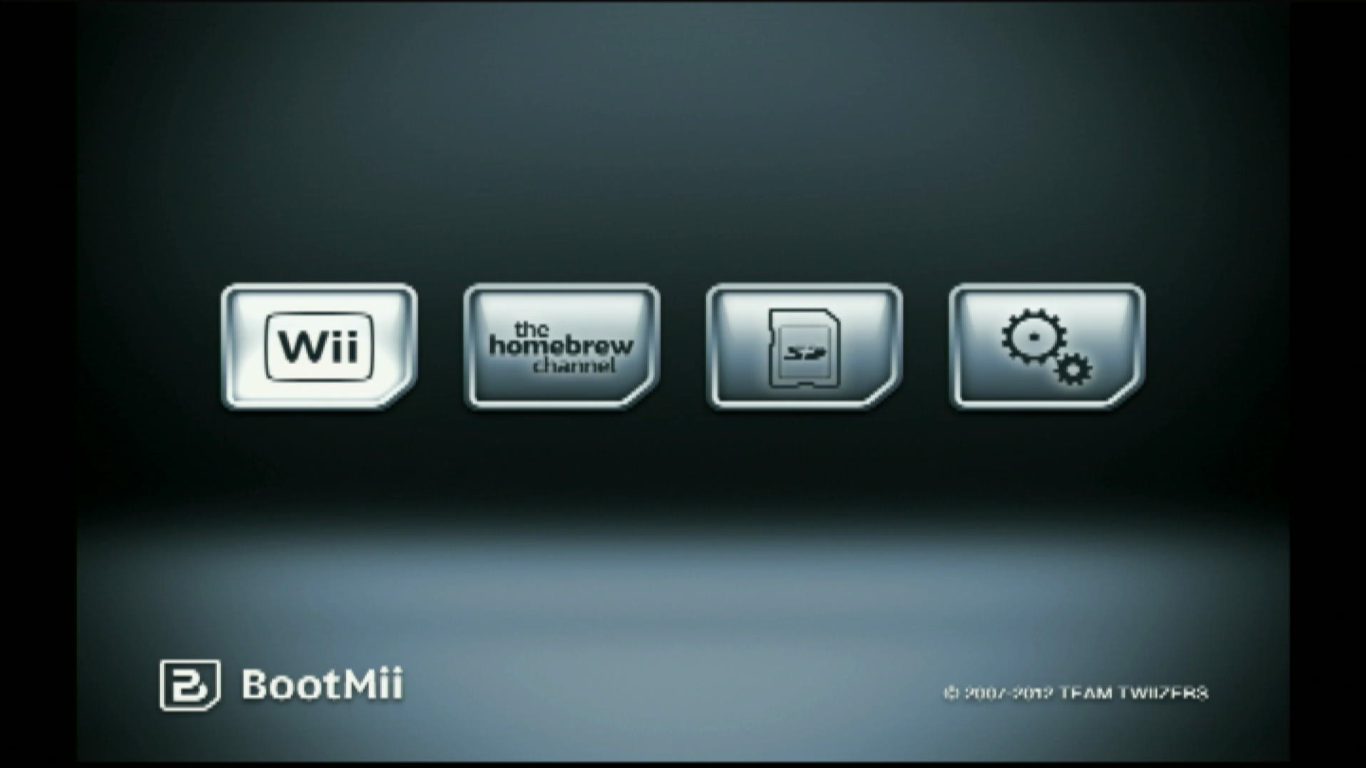 Wii
the
homebrew
channel
SD
BootMii
© 2007-2012 TEAM TWIIZERS